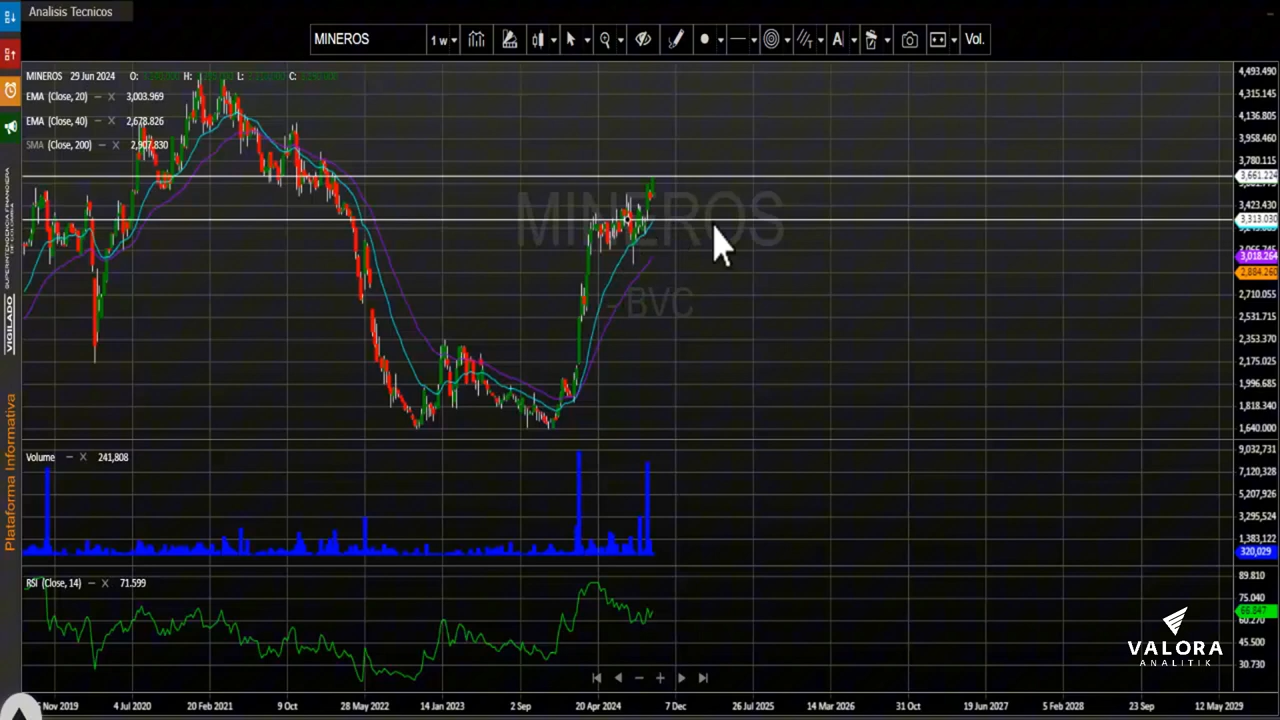 Analisis Tecnicos
MINEROS
1 w
A
Vol.
MINEROS 29 Jun 2024 O: H: L: C:
EMA (Close, 20) – X 3,003.969
EMA (Close, 40) – X 2,678.826
SMA (Close, 200) – X 2,907.830
MINEROS
- BVC
4,493.490
4,315.145
4,136.805
3,958.460
3,780.115
3,661.224
3,423.430
3,313.030
3,018.264
2,884.260
2,710.055
2,531.715
2,353.370
2,175.025
1,996.685
1,818.340
1,640.000
Volume – X 241,808
9,032,731
7,120,328
5,207,926
3,295,524
1,383,122
320,029
RSI (Close, 14) – X 71.599
89.810
75.040
66.847
60.270
45.500
30.730
Nov 2019
4 Jul 2020
20 Feb 2021
9 Oct
28 May 2022
14 Jan 2023
2 Sep
20 Apr 2024
7 Dec
26 Jul 2025
14 Mar 2026
31 Oct
19 Jun 2027
5 Feb 2028
23 Sep
12 May 2029
SUPERINTENDENCIA FINANCIERA
DE COLOMBIA
VIGILADO
Plataforma Informativa
VALORA
ANALITIK